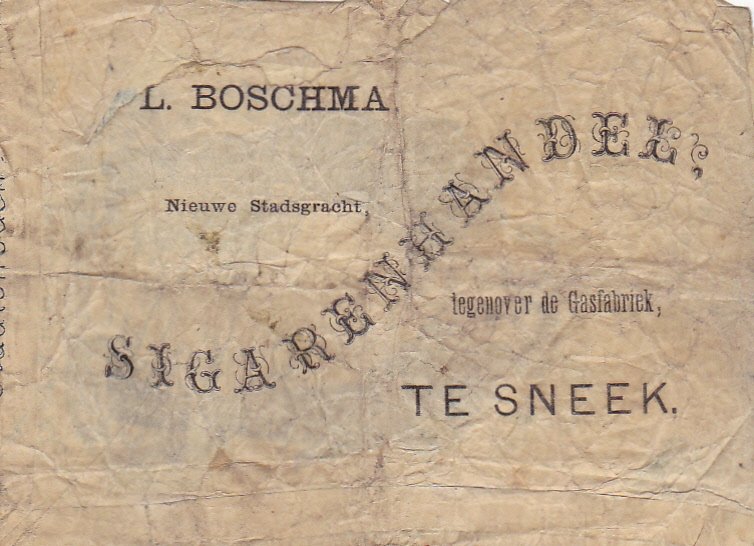 L. BOSCHMA
SIGARENHANDEL,
Nieuwe Stadsgracht,
tegenover de Gasfabriek,
TE SNEEK.